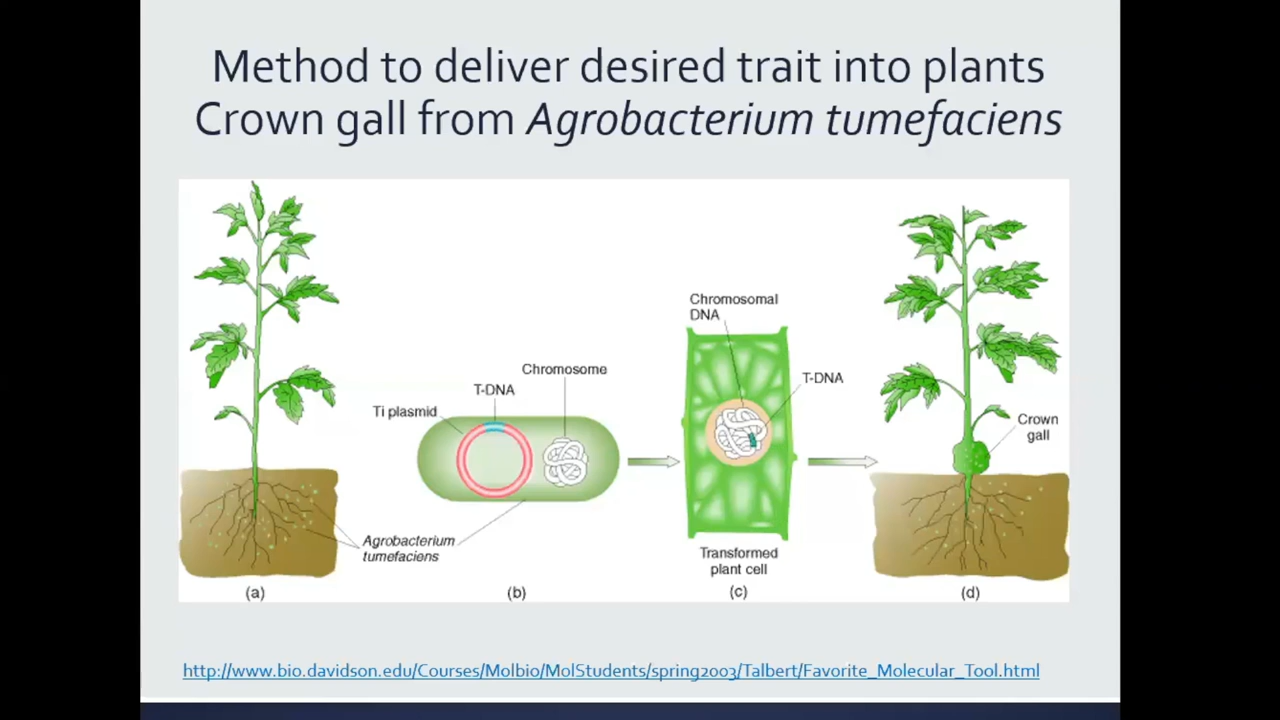 Method to deliver desired trait into plants
Crown gall from Agrobacterium tumefaciens
Chromosomal
DNA
Chromosome
T-DNA
T-DNA
Ti plasmid
Crown
gall
Agrobacterium
tumefaciens
Transformed
plant cell
(a)
(b)
(c)
(d)
http://www.bio.davidson.edu/Courses/Molbio/MolStudents/spring2003/Talbert/Favorite_Molecular_Tool.html